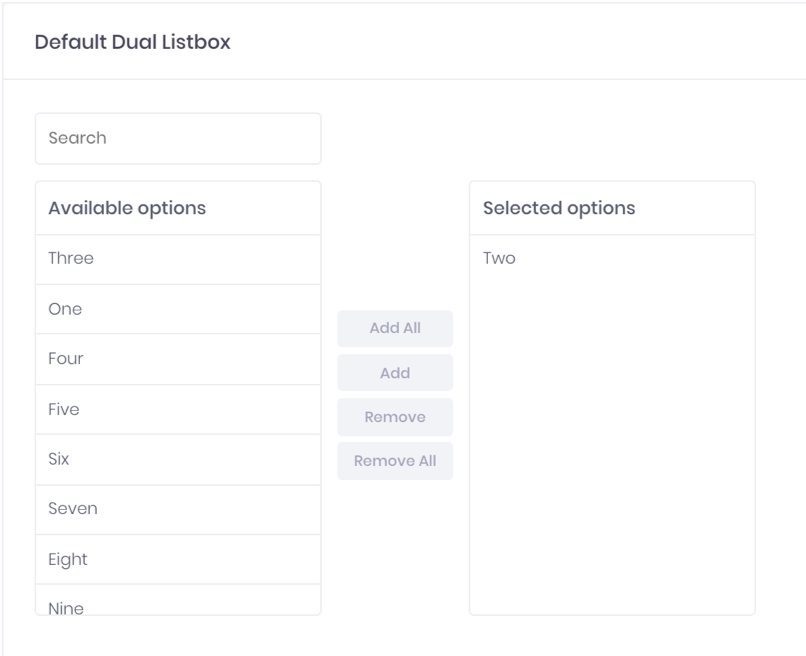 Default Dual Listbox
Search
Available options
Three
One
Four
Five
Six
Seven
Eight
Nine
Add All
Add
Remove
Remove All
Selected options
Two